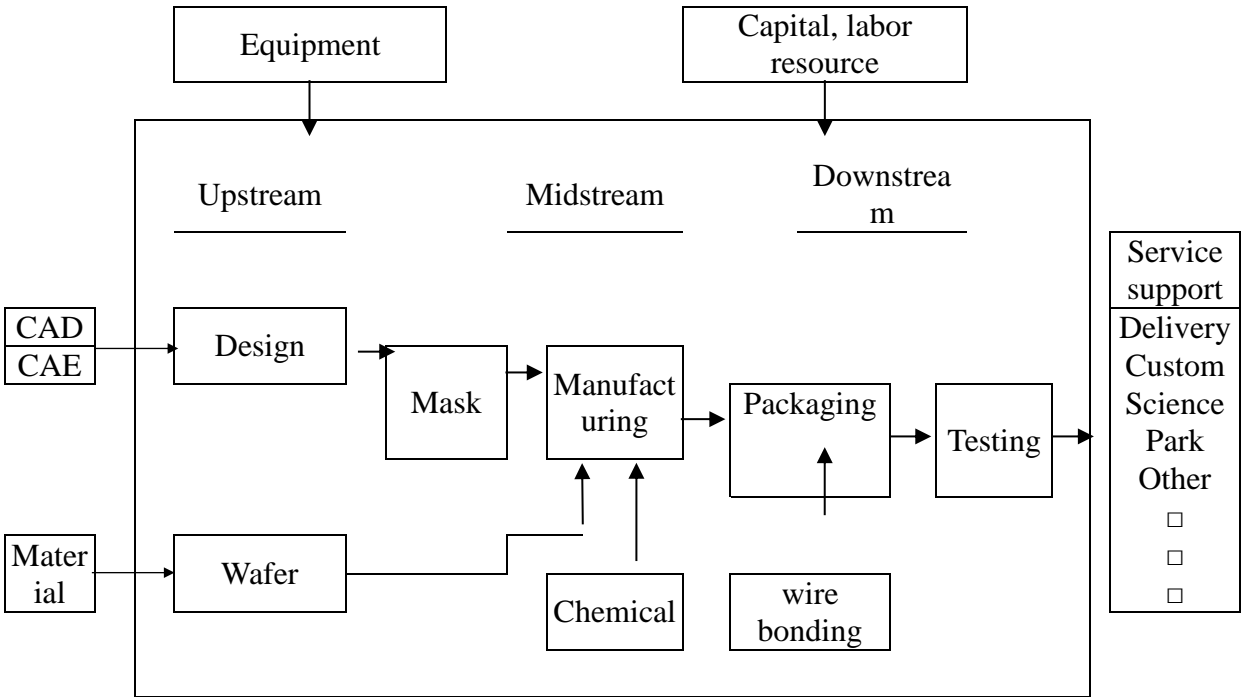 Equipment
Capital, labor
resource
Upstream
Midstream
Downstrea
m
Service
support
Delivery
Custom
Science
Park
Other
□
□
□
CAD
CAE
Design
Mask
Manufact
uring
Packaging
Testing
Mater
ial
Wafer
Chemical
wire
bonding